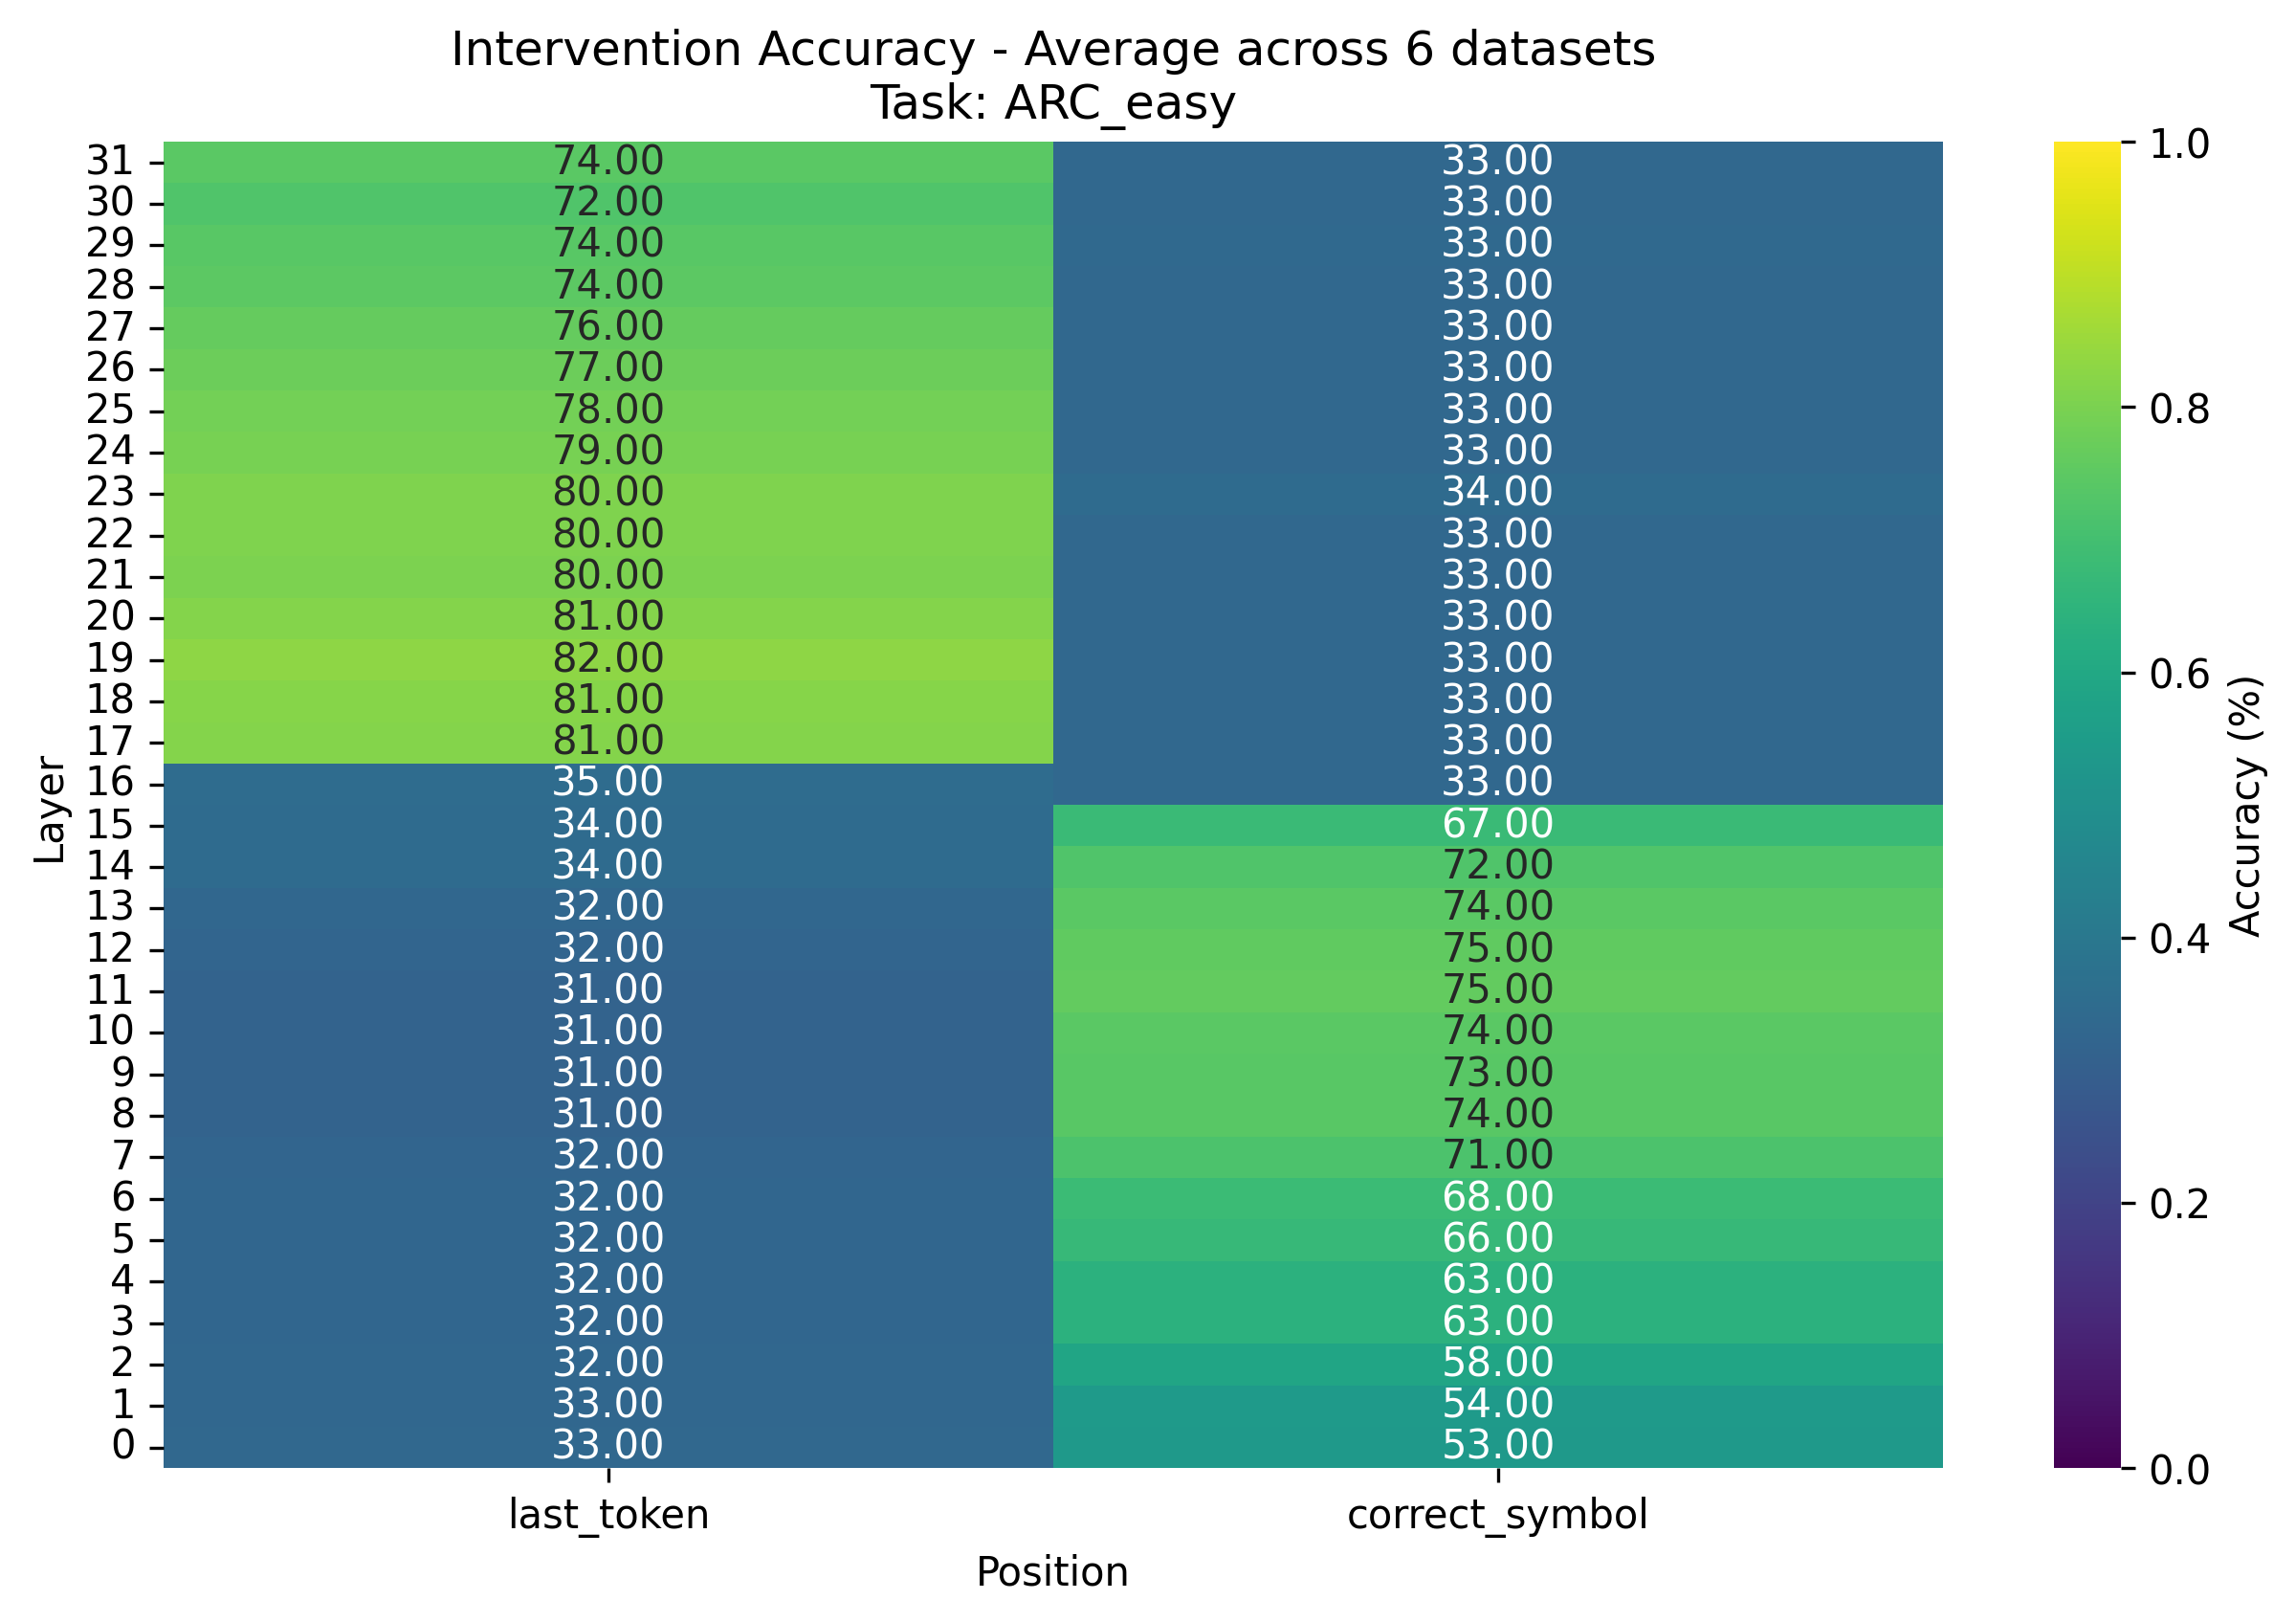 Intervention Accuracy - Average across 6 datasets
Task: ARC_easy
31 74.00 33.00
30 72.00 33.00
29 74.00 33.00
28 74.00 33.00
27 76.00 33.00
26 77.00 33.00
25 78.00 33.00
24 79.00 33.00
23 80.00 34.00
22 80.00 33.00
21 80.00 33.00
20 81.00 33.00
19 82.00 33.00
18 81.00 33.00
17 81.00 33.00
16 35.00 33.00
15 34.00 67.00
14 34.00 72.00
13 32.00 74.00
12 32.00 75.00
11 31.00 75.00
10 31.00 74.00
9 31.00 73.00
8 31.00 74.00
7 32.00 71.00
6 32.00 68.00
5 32.00 66.00
4 32.00 63.00
3 32.00 63.00
2 32.00 58.00
1 33.00 54.00
0 33.00 53.00
last_token correct_symbol
Position
Layer
1.0
0.8
0.6
0.4
0.2
0.0
Accuracy (%)